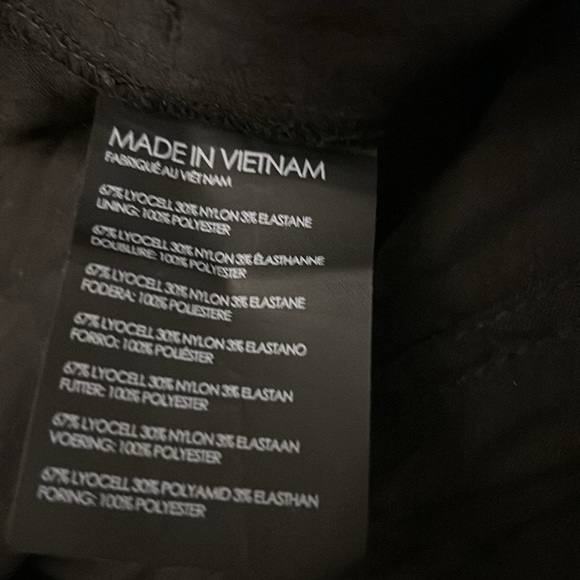 MADE IN VIETNAM
FABRIQUÉ AU VIÊT NAM
67% LYOCELL 30% NYLON 3% ELASTANE
LINING: 100% POLYESTER
67% LYOCELL 30% NYLON 3% ÉLASTHANNE
DOUBLURE: 100% POLYESTER
67% LYOCELL 30% NYLON 3% ELASTANE
FODERA: 100% POLIESTERE
67% LYOCELL 30% NYLON 3% ELASTANO
FORRO: 100% POLIÉSTER
67% LYOCELL 30% NYLON 3% ELASTAN
FUTTER: 100% POLYESTER
67% LYOCELL 30% NYLON 3% ELASTAAN
VOERING: 100% POLYESTER
67% LYOCELL 30% POLYAMID 3% ELASTHAN
FORING: 100% POLYESTER